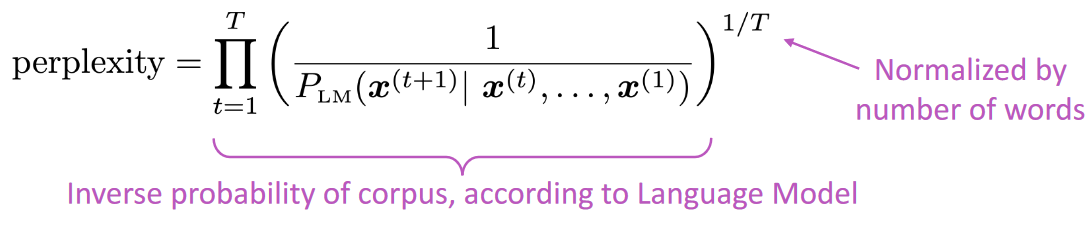 perplexity = ∏_{t=1}^{T} ( 1 / P_LM(x^{(t+1)} | x^{(t)}, ..., x^{(1)}) )^{1/T}
Normalized by
number of words
Inverse probability of corpus, according to Language Model